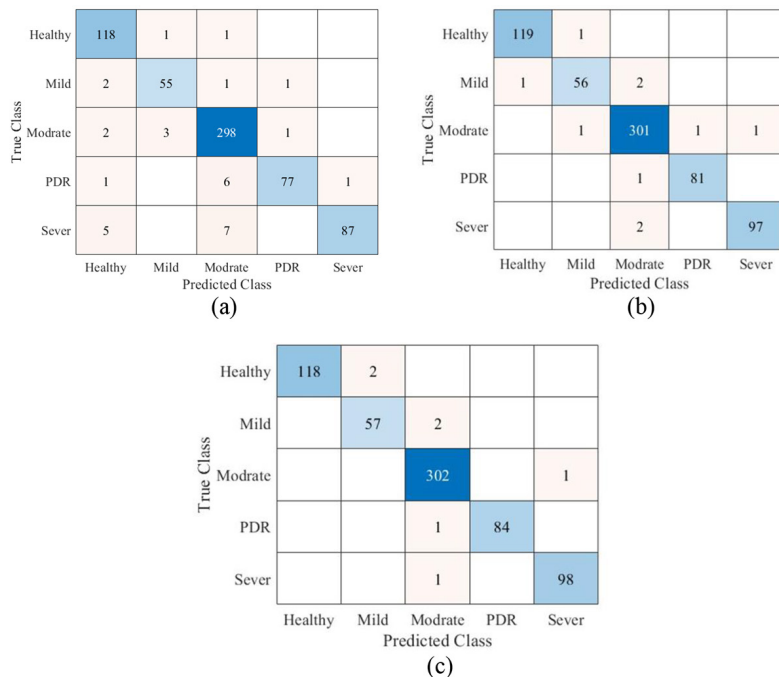 True Class
Healthy 118 1 1
Mild 2 55 1 1
Modrate 2 3 298 1
PDR 1 6 77 1
Sever 5 7 87
Healthy Mild Modrate PDR Sever
Predicted Class
(a)
True Class
Healthy 119 1
Mild 1 56 2
Modrate 1 301 1 1
PDR 1 81
Sever 2 97
Healthy Mild Modrate PDR Sever
Predicted Class
(b)
True Class
Healthy 118 2
Mild 57 2
Modrate 302 1
PDR 1 84
Sever 1 98
Healthy Mild Modrate PDR Sever
Predicted Class
(c)